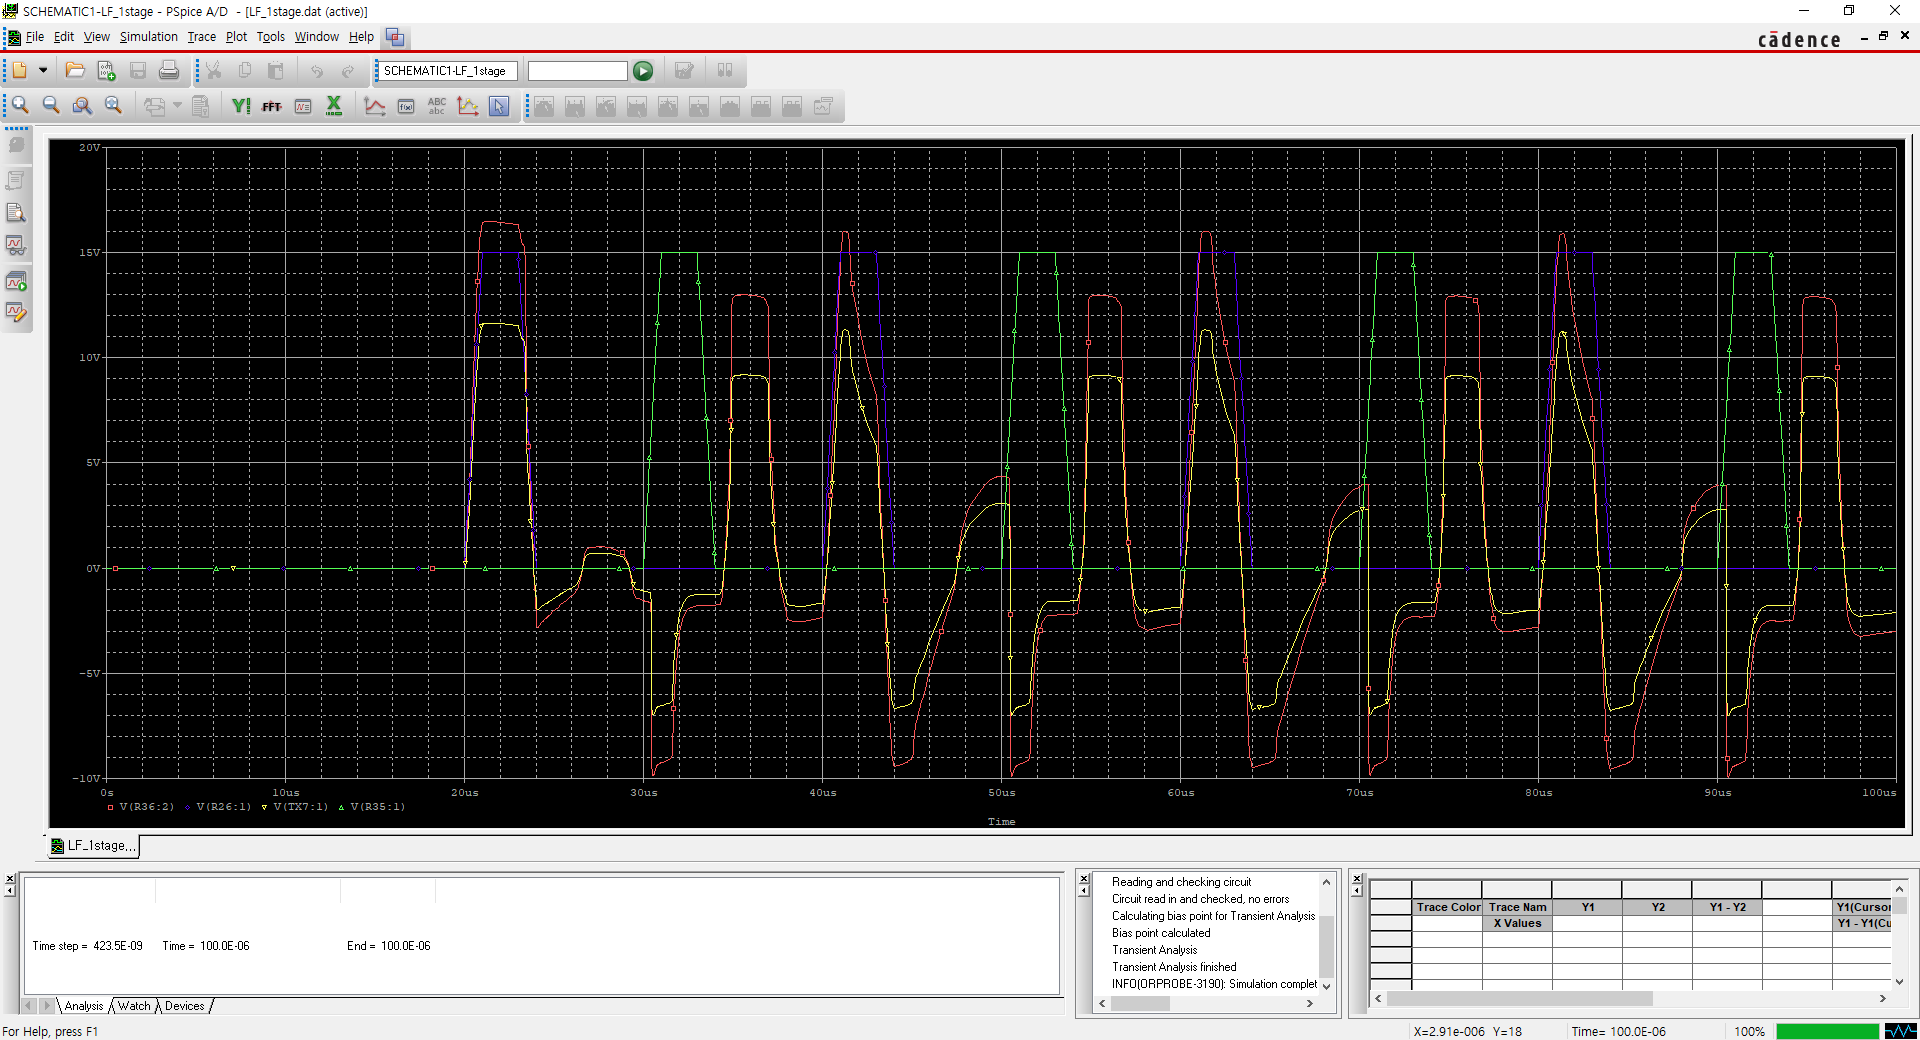 SCHEMATIC1-LF_1stage - PSpice A/D - [LF_1stage.dat (active)]
File Edit View Simulation Trace Plot Tools Window Help
cādence
SCHEMATIC1-LF_1stage
FFT
ABC
abc
20V
15V
10V
5V
0V
-5V
-10V
0s 10us 20us 30us 40us 50us 60us 70us 80us 90us 100us
V(R36:2) V(R26:1) V(TX7:1) V(R35:1)
Time
LF_1stage...
Time step = 423.5E-09 Time = 100.0E-06 End = 100.0E-06
Analysis Watch Devices
Reading and checking circuit
Circuit read in and checked, no errors
Calculating bias point for Transient Analysis
Bias point calculated
Transient Analysis
Transient Analysis finished
INFO(ORPROBE-3190): Simulation complet
Trace Color Trace Nam Y1 Y2 Y1 - Y2 Y1(Cursor
X Values Y1 - Y1(Cu
For Help, press F1
X=2.91e-006 Y=18 Time= 100.0E-06 100%